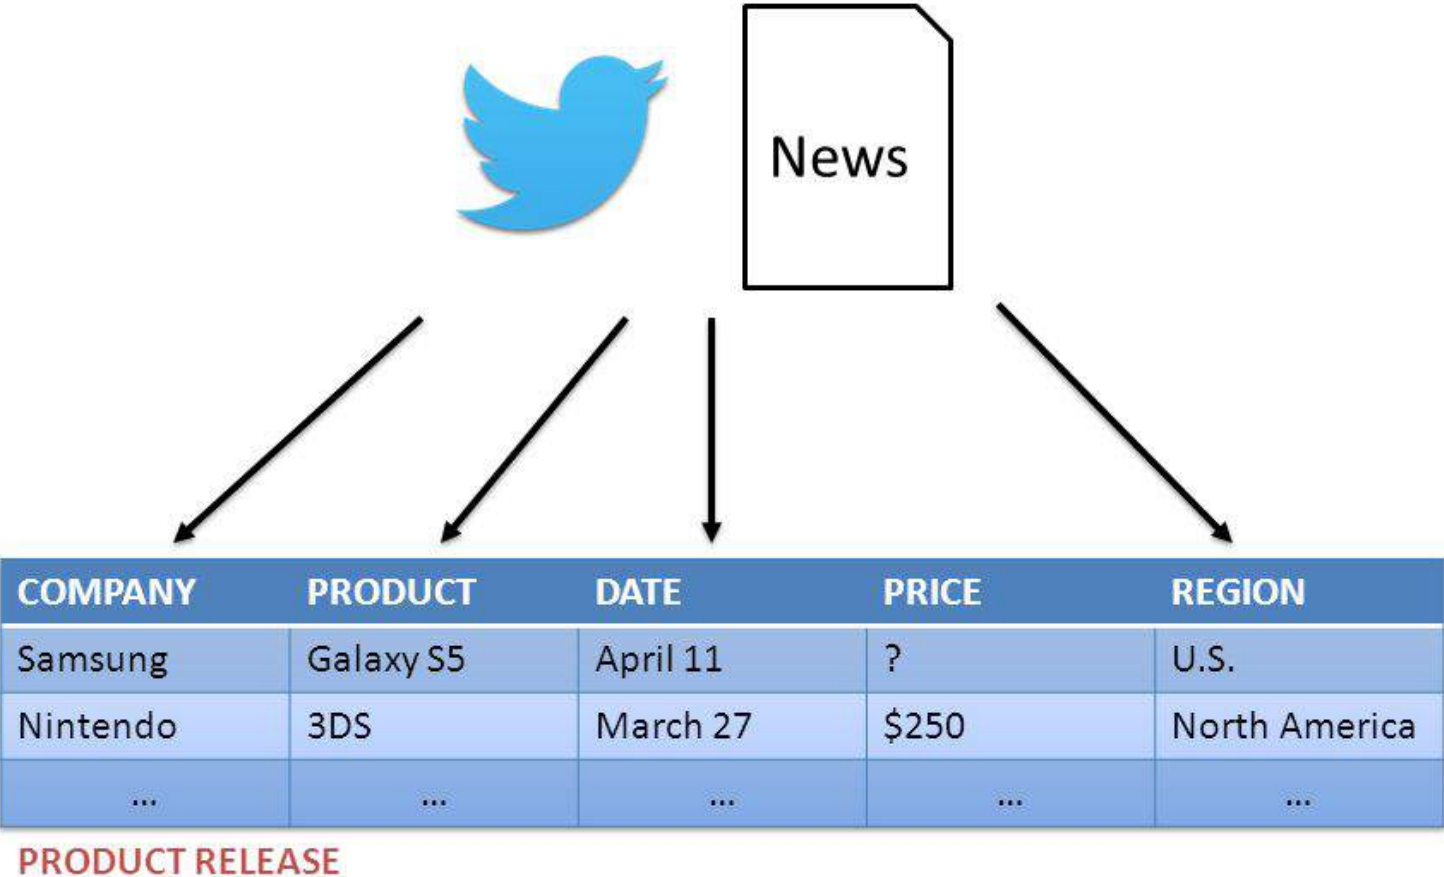 News
COMPANY PRODUCT DATE PRICE REGION
Samsung Galaxy S5 April 11 ? U.S.
Nintendo 3DS March 27 $250 North America
... ... ... ... ...
PRODUCT RELEASE